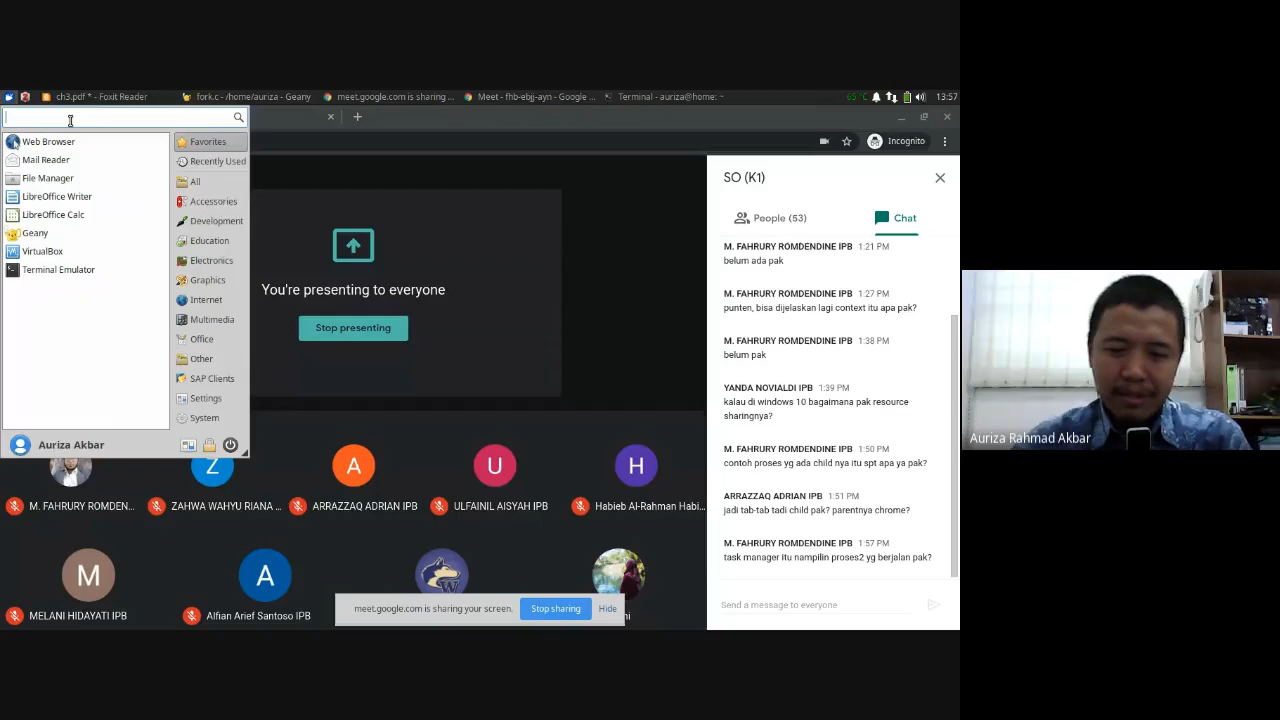 ch3.pdf * - Foxit Reader
fork.c - /home/auriza - Geany
meet.google.com is sharing ...
Meet - fhb-ebjj-ayn - Google ...
Terminal - auriza@home: ~
65°C
13:57
Incognito
Web Browser
Mail Reader
File Manager
LibreOffice Writer
LibreOffice Calc
Geany
VirtualBox
Terminal Emulator
Favorites
Recently Used
All
Accessories
Development
Education
Electronics
Graphics
Internet
Multimedia
Office
Other
SAP Clients
Settings
System
Auriza Akbar
You're presenting to everyone
Stop presenting
SO (K1)
People (53)
Chat
M. FAHRURY ROMDENDINE IPB 1:21 PM
belum ada pak
M. FAHRURY ROMDENDINE IPB 1:27 PM
punten, bisa dijelaskan lagi context itu apa pak?
M. FAHRURY ROMDENDINE IPB 1:38 PM
belum pak
YANDA NOVIALDI IPB 1:39 PM
kalau di windows 10 bagaimana pak resource
sharingnya?
M. FAHRURY ROMDENDINE IPB 1:50 PM
contoh proses yg ada child nya itu spt apa ya pak?
ARRAZZAQ ADRIAN IPB 1:51 PM
jadi tab-tab tadi child pak? parentnya chrome?
M. FAHRURY ROMDENDINE IPB 1:57 PM
task manager itu nampilin proses2 yg berjalan pak?
Send a message to everyone
Z
A
U
H
M. FAHRURY ROMDEN...
ZAHWA WAHYU RIANA ...
ARRAZZAQ ADRIAN IPB
ULFAINIL AISYAH IPB
Habieb Al-Rahman Habi...
M
A
W
MELANI HIDAYATI IPB
Alfian Arief Santoso IPB
meet.google.com is sharing your screen.
Stop sharing
Hide
Auriza Rahmad Akbar